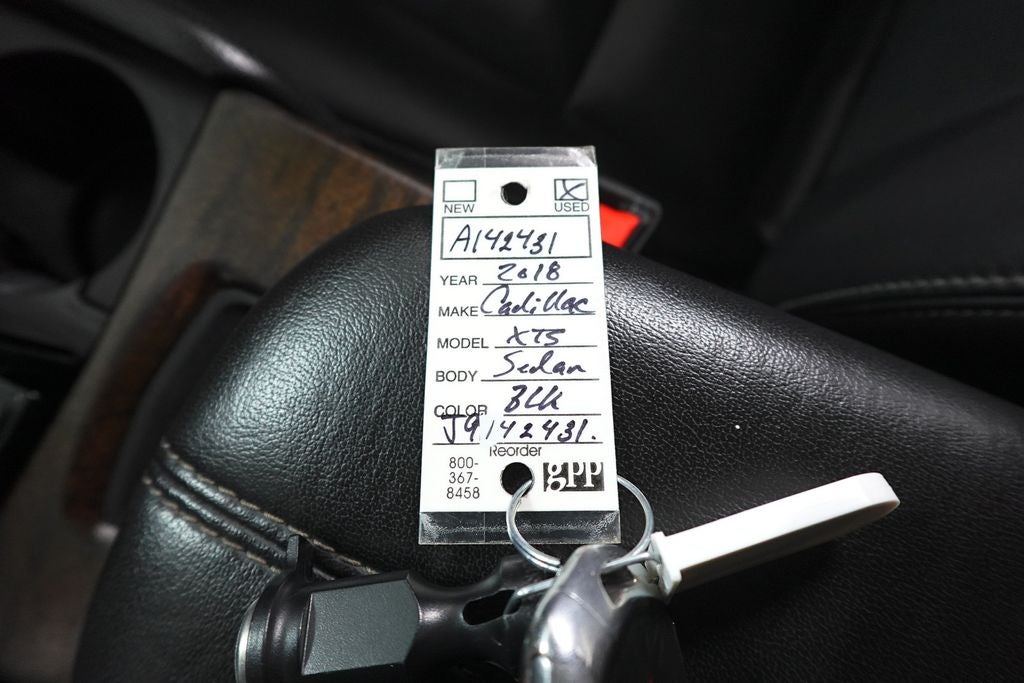 NEW USED
A142431
YEAR 2018
MAKE Cadillac
MODEL XTS
BODY Sedan
COLOR BLK
J9142431.
Reorder
800-
367-
8458
gPP